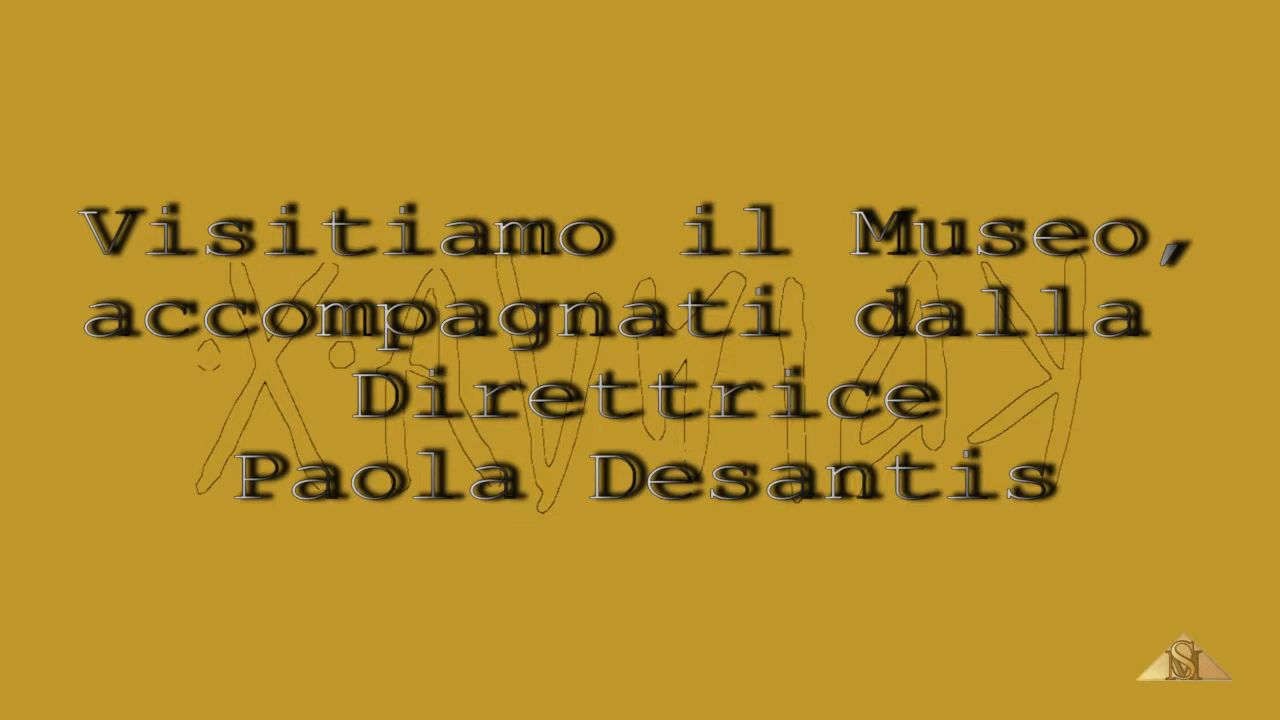 Visitiamo il Museo,
accompagnati dalla
Direttrice
Paola Desantis